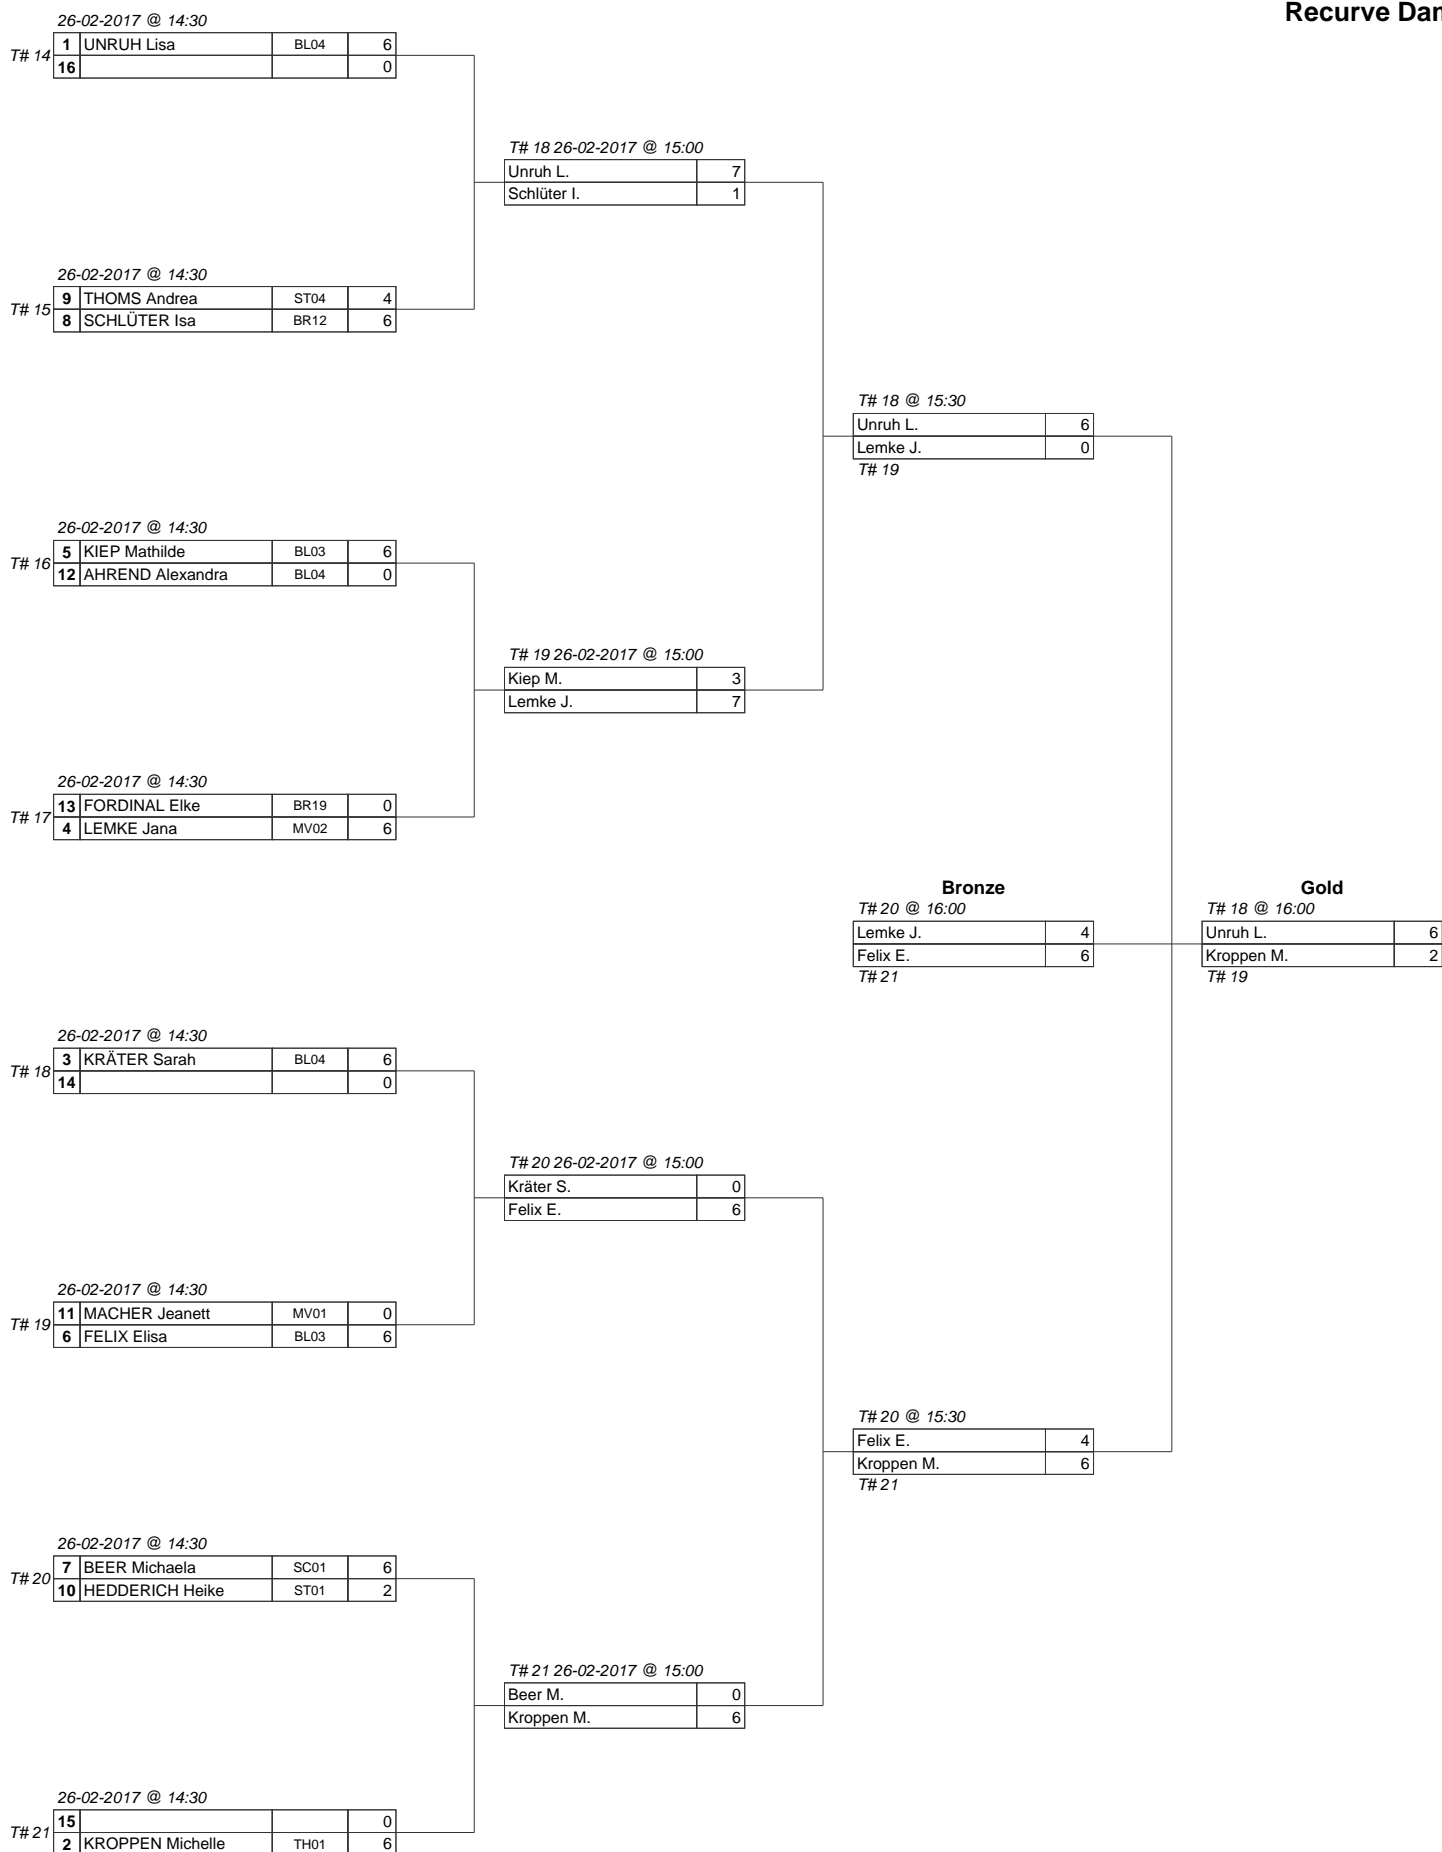 Recurve Dam
26-02-2017 @ 14:30
T# 14
1 UNRUH Lisa BL04 6
16 0
T# 18 26-02-2017 @ 15:00
Unruh L. 7
Schlüter I. 1
26-02-2017 @ 14:30
T# 15
9 THOMS Andrea ST04 4
8 SCHLÜTER Isa BR12 6
T# 18 @ 15:30
Unruh L. 6
Lemke J. 0
T# 19
26-02-2017 @ 14:30
T# 16
5 KIEP Mathilde BL03 6
12 AHREND Alexandra BL04 0
T# 19 26-02-2017 @ 15:00
Kiep M. 3
Lemke J. 7
26-02-2017 @ 14:30
T# 17
13 FORDINAL Elke BR19 0
4 LEMKE Jana MV02 6
Bronze
T# 20 @ 16:00
Lemke J. 4
Felix E. 6
T# 21
Gold
T# 18 @ 16:00
Unruh L. 6
Kroppen M. 2
T# 19
26-02-2017 @ 14:30
T# 18
3 KRÄTER Sarah BL04 6
14 0
T# 20 26-02-2017 @ 15:00
Kräter S. 0
Felix E. 6
26-02-2017 @ 14:30
T# 19
11 MACHER Jeanett MV01 0
6 FELIX Elisa BL03 6
T# 20 @ 15:30
Felix E. 4
Kroppen M. 6
T# 21
26-02-2017 @ 14:30
T# 20
7 BEER Michaela SC01 6
10 HEDDERICH Heike ST01 2
T# 21 26-02-2017 @ 15:00
Beer M. 0
Kroppen M. 6
26-02-2017 @ 14:30
T# 21
15 0
2 KROPPEN Michelle TH01 6